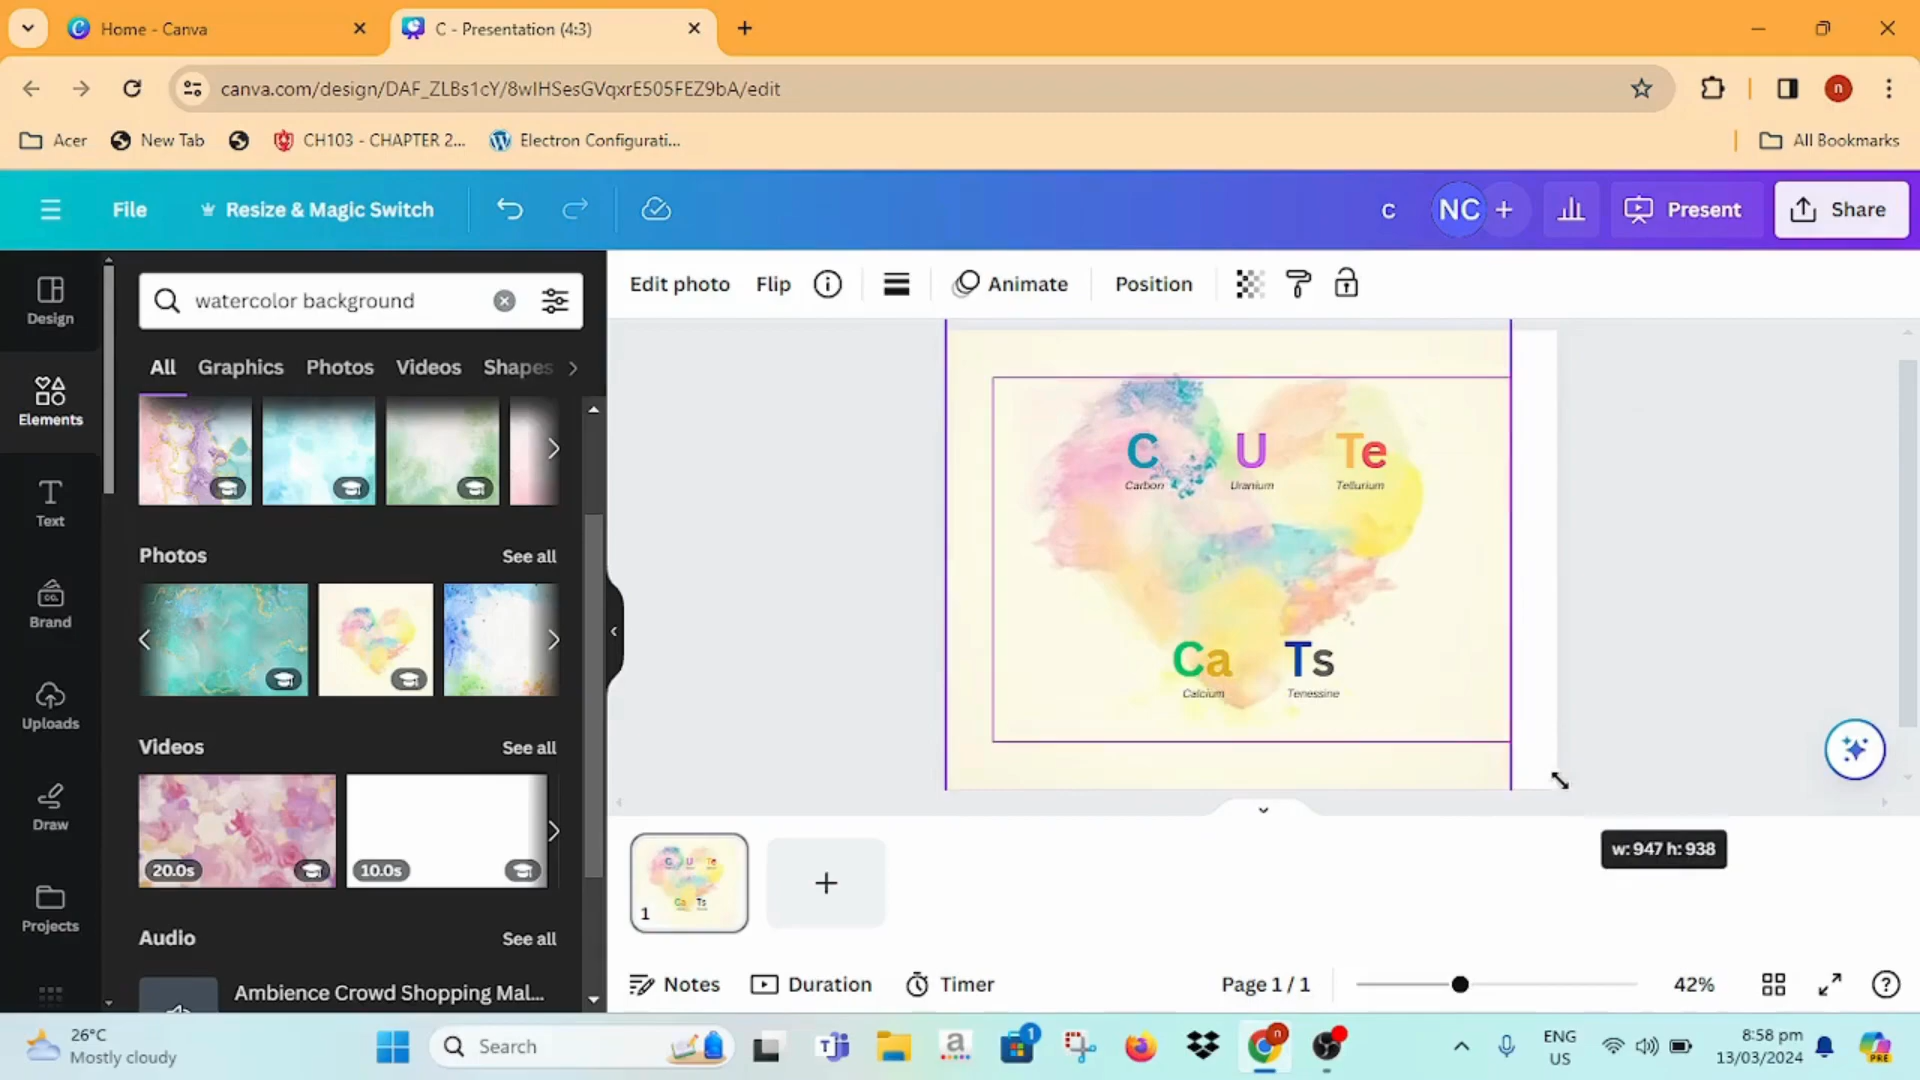 Home - Canva
C - Presentation (4:3)
canva.com/design/DAF_ZLBs1cY/8wIHSesGVqxrE505FEZ9bA/edit
Acer
New Tab
CH103 - CHAPTER 2...
Electron Configurati...
All Bookmarks
File
Resize & Magic Switch
C
NC
Present
Share
Design
Elements
Text
Brand
Uploads
Draw
Projects
watercolor background
All
Graphics
Photos
Videos
Shapes
Photos
See all
Videos
See all
20.0s
10.0s
Audio
See all
Ambience Crowd Shopping Mal...
Edit photo
Flip
Animate
Position
C
U
Te
Carbon
Uranium
Tellurium
Ca
Ts
Calcium
Tenessine
w: 947 h: 938
1
Notes
Duration
Timer
Page 1 / 1
42%
26°C
Mostly cloudy
Search
ENG
US
8:58 pm
13/03/2024